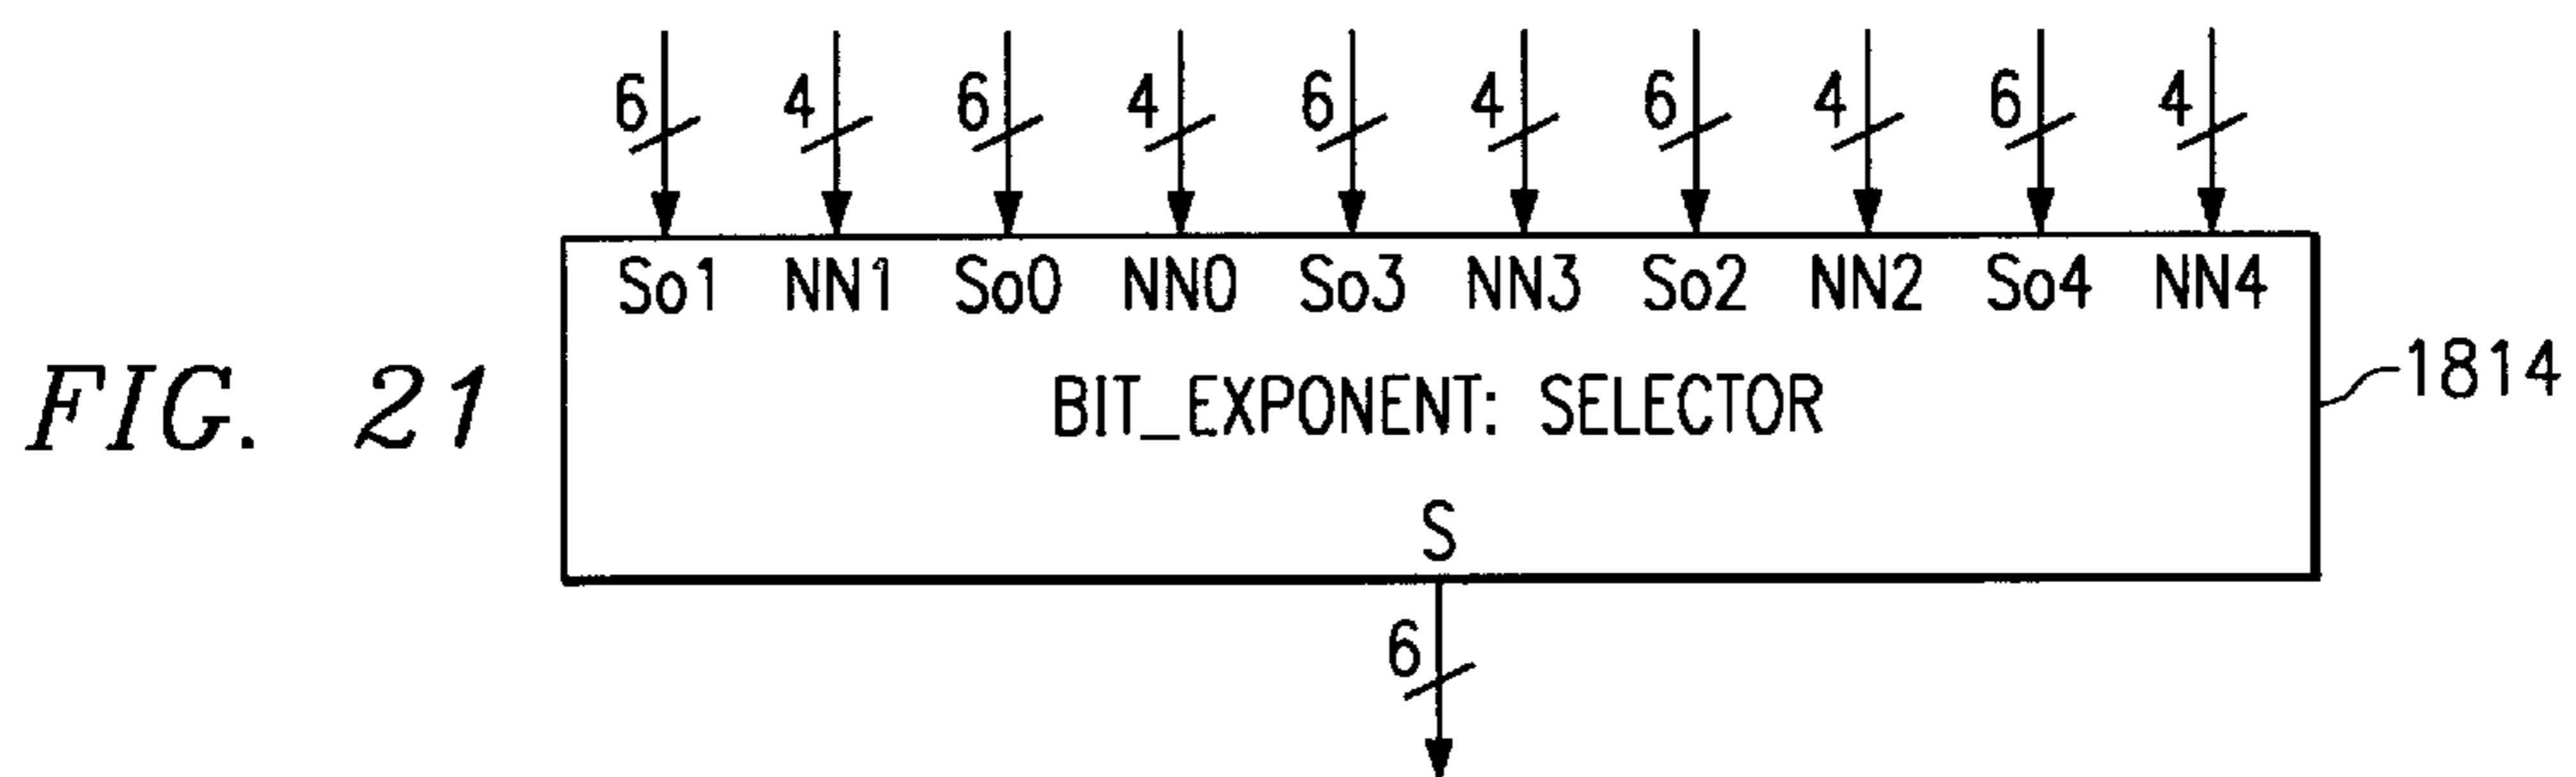 6 4 6 4 6 4 6 4 6 4
So1 NN1 So0 NN0 So3 NN3 So2 NN2 So4 NN4
FIG. 21
BIT_EXPONENT: SELECTOR
1814
S
6